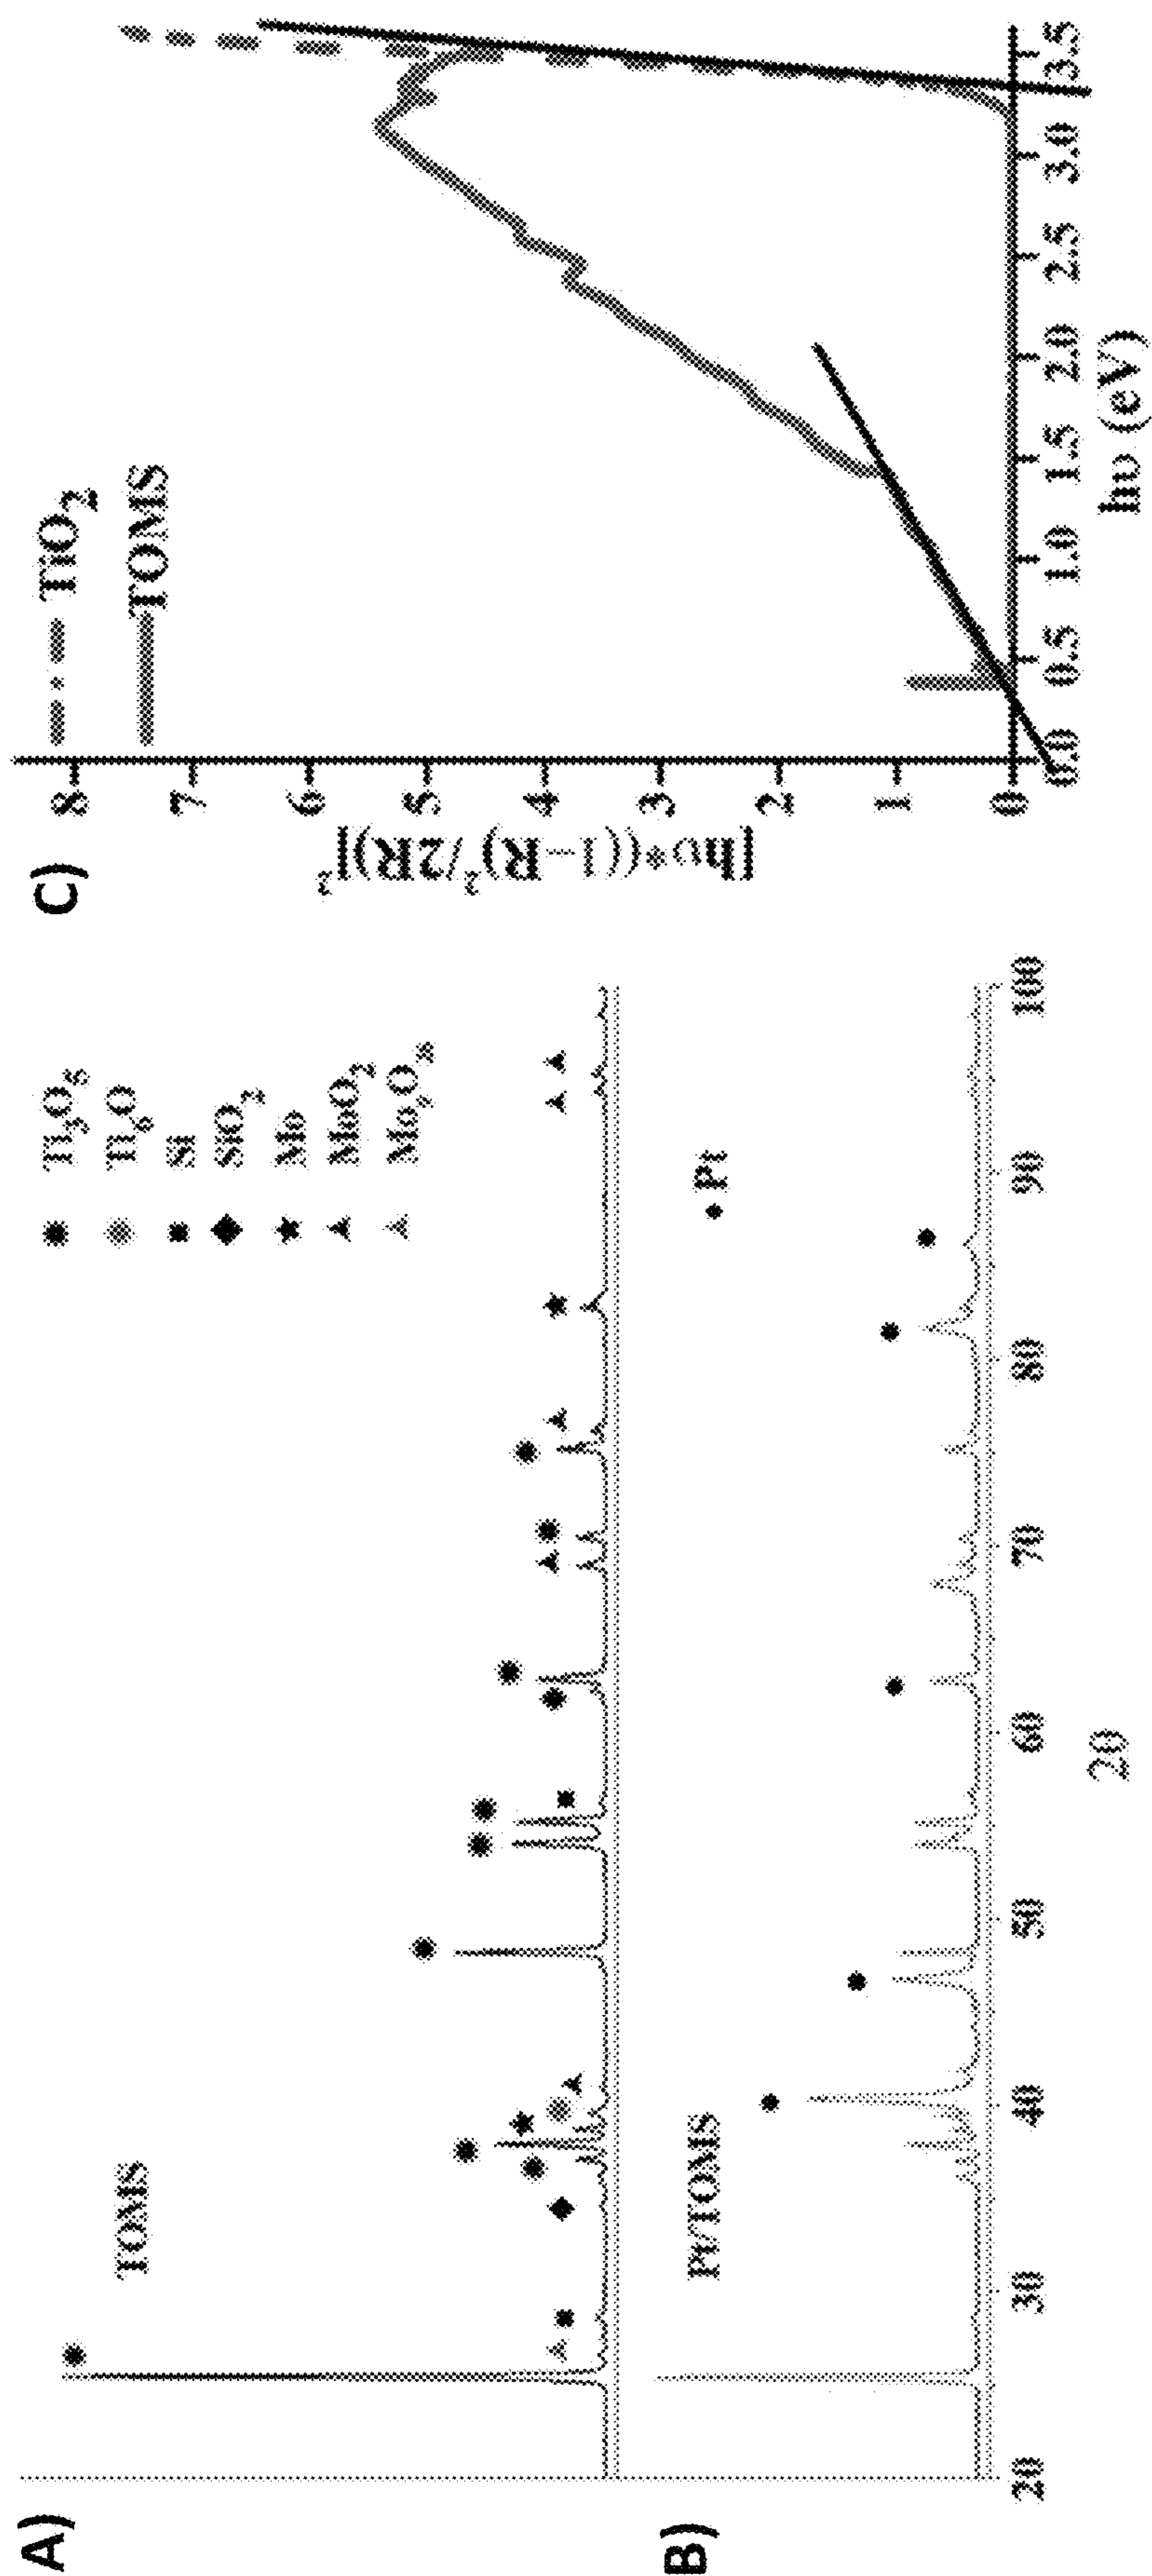 A)
TOMS
Ti₃O₅
Ti₆O
Si
SiO₂
Mo
MoO₂
B)
Pt/TOMS
Pt
20 30 40 50 60 70 80 90 100
2θ
C)
TiO₂
TOMS
8
7
6
5
4
3
2
1
0
[hυ*((1-R)²/2R)]²
0.0 0.5 1.0 1.5 2.0 2.5 3.0 3.5
hυ (eV)